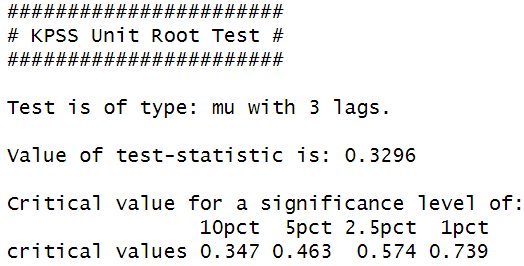 #######################
# KPSS Unit Root Test #
#######################
Test is of type: mu with 3 lags.
Value of test-statistic is: 0.3296
Critical value for a significance level of:
10pct 5pct 2.5pct 1pct
critical values 0.347 0.463 0.574 0.739